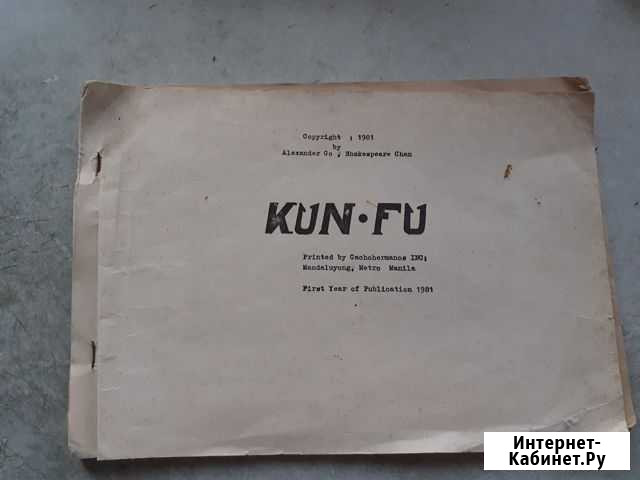 Copyright ; 1981
by
Alexander Go , Shakespeare Chan
KUN·FU
Printed by Cachohermanos INC;
Mandaluyong, Metro Manila
First Year of Publication 1981
Интернет-
Кабинет.Ру